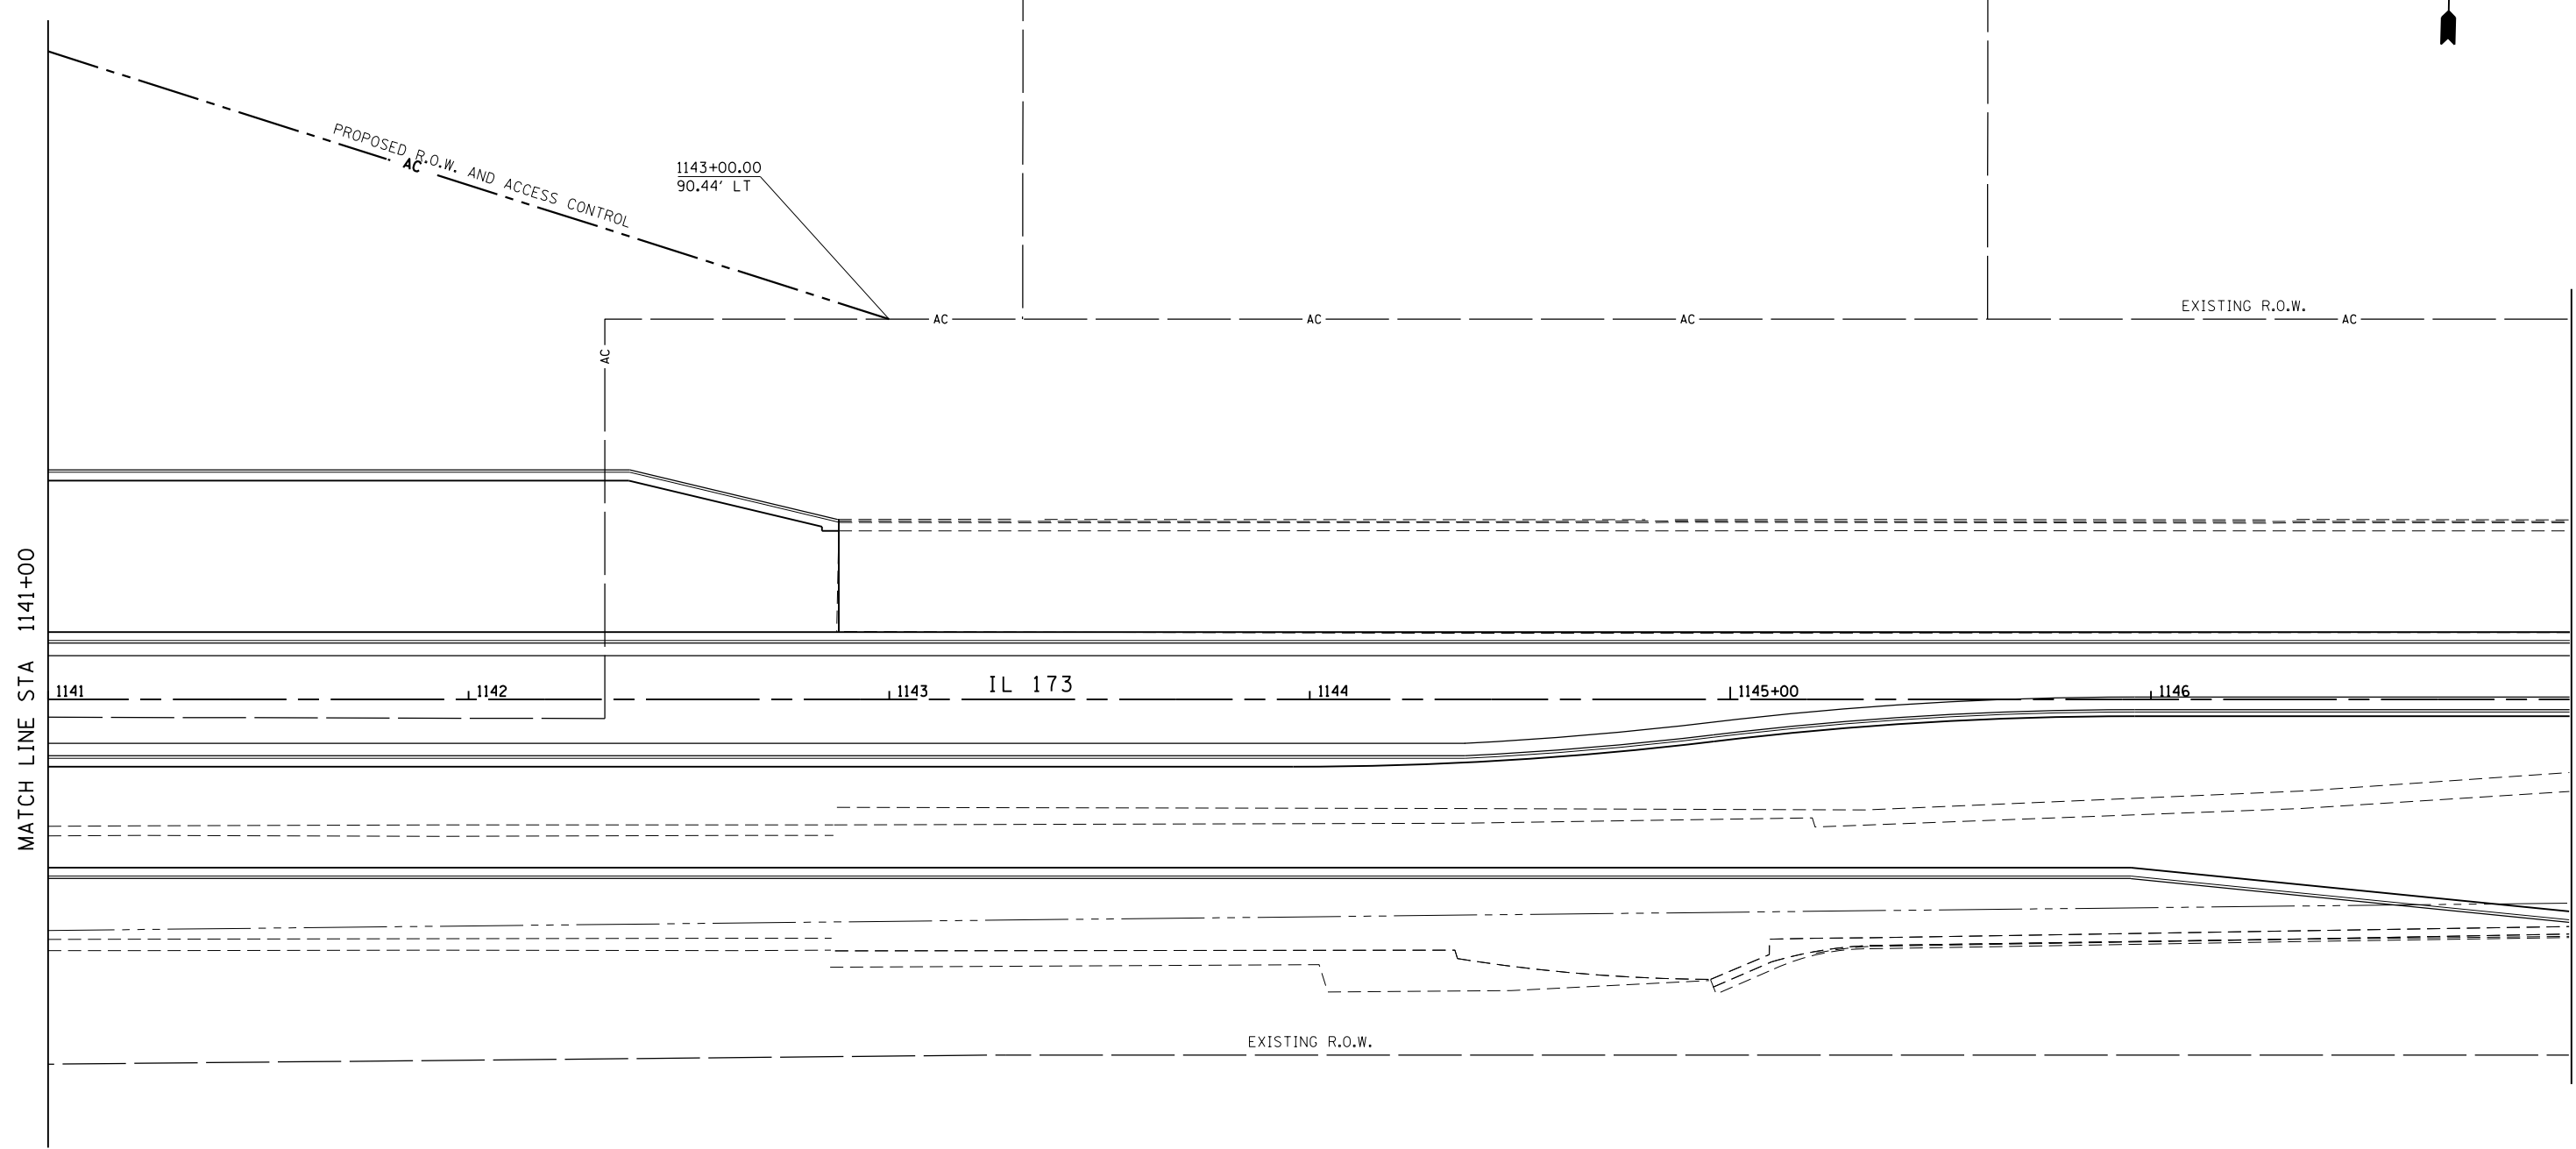 PROPOSED R.O.W. AND ACCESS CONTROL
AC
1143+00.00
90.44' LT
EXISTING R.O.W.
AC
AC
AC
AC
AC
MATCH LINE STA 1141+00
IL 173
1141
1142
1143
1144
1145+00
1146
EXISTING R.O.W.